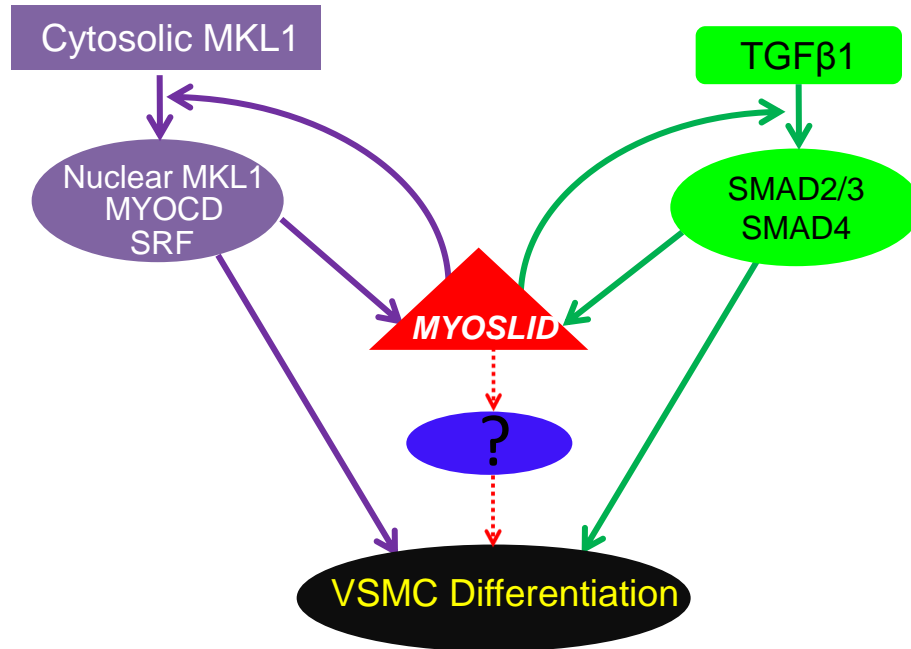 Cytosolic MKL1
TGFβ1
Nuclear MKL1
MYOCD
SRF
SMAD2/3
SMAD4
MYOSLID
?
VSMC Differentiation